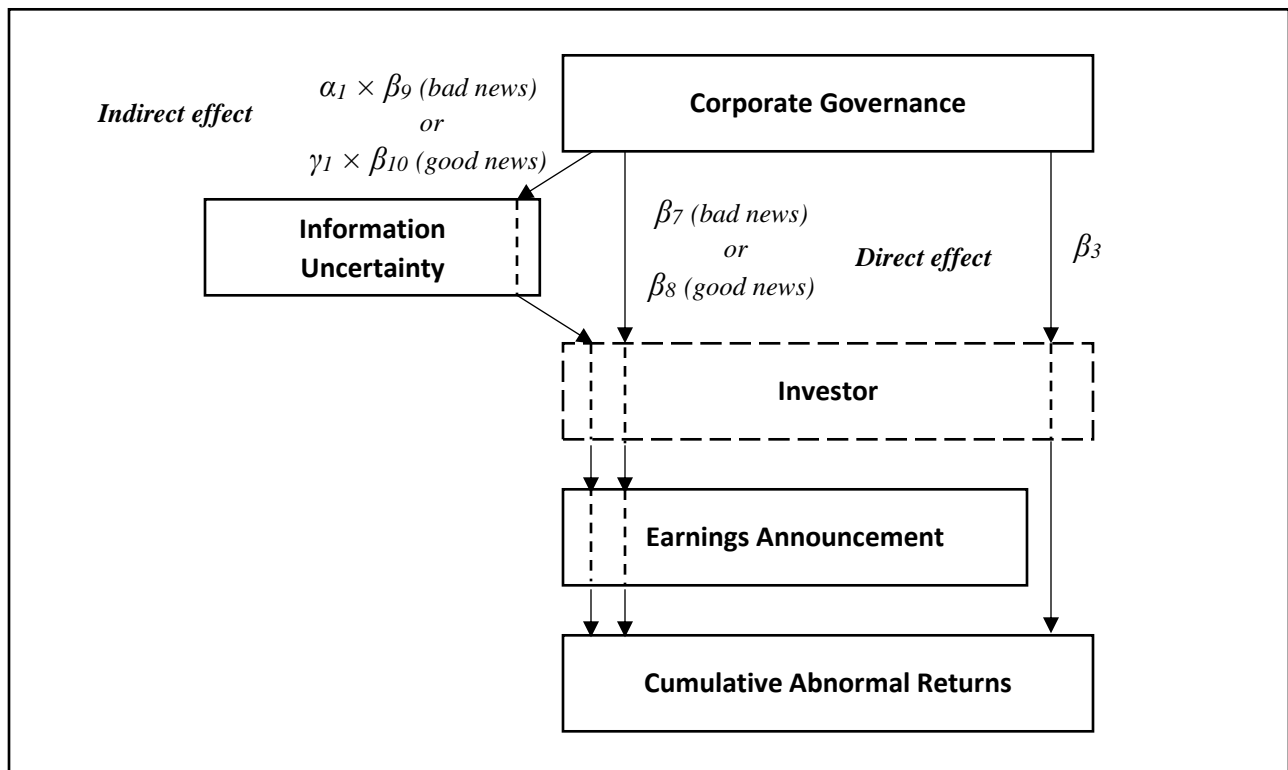 α1 × β9 (bad news)
or
γ1 × β10 (good news)
Indirect effect
Corporate Governance
Information
Uncertainty
β7 (bad news)
or
β8 (good news)
Direct effect
β3
Investor
Earnings Announcement
Cumulative Abnormal Returns